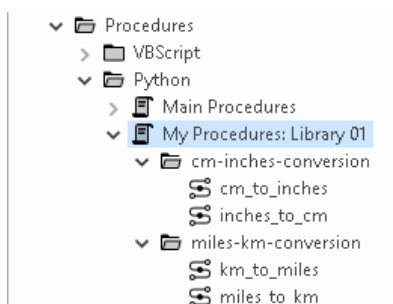 Procedures
VBScript
Python
Main Procedures
My Procedures: Library 01
cm-inches-conversion
cm_to_inches
inches_to_cm
miles-km-conversion
km_to_miles
miles_to_km